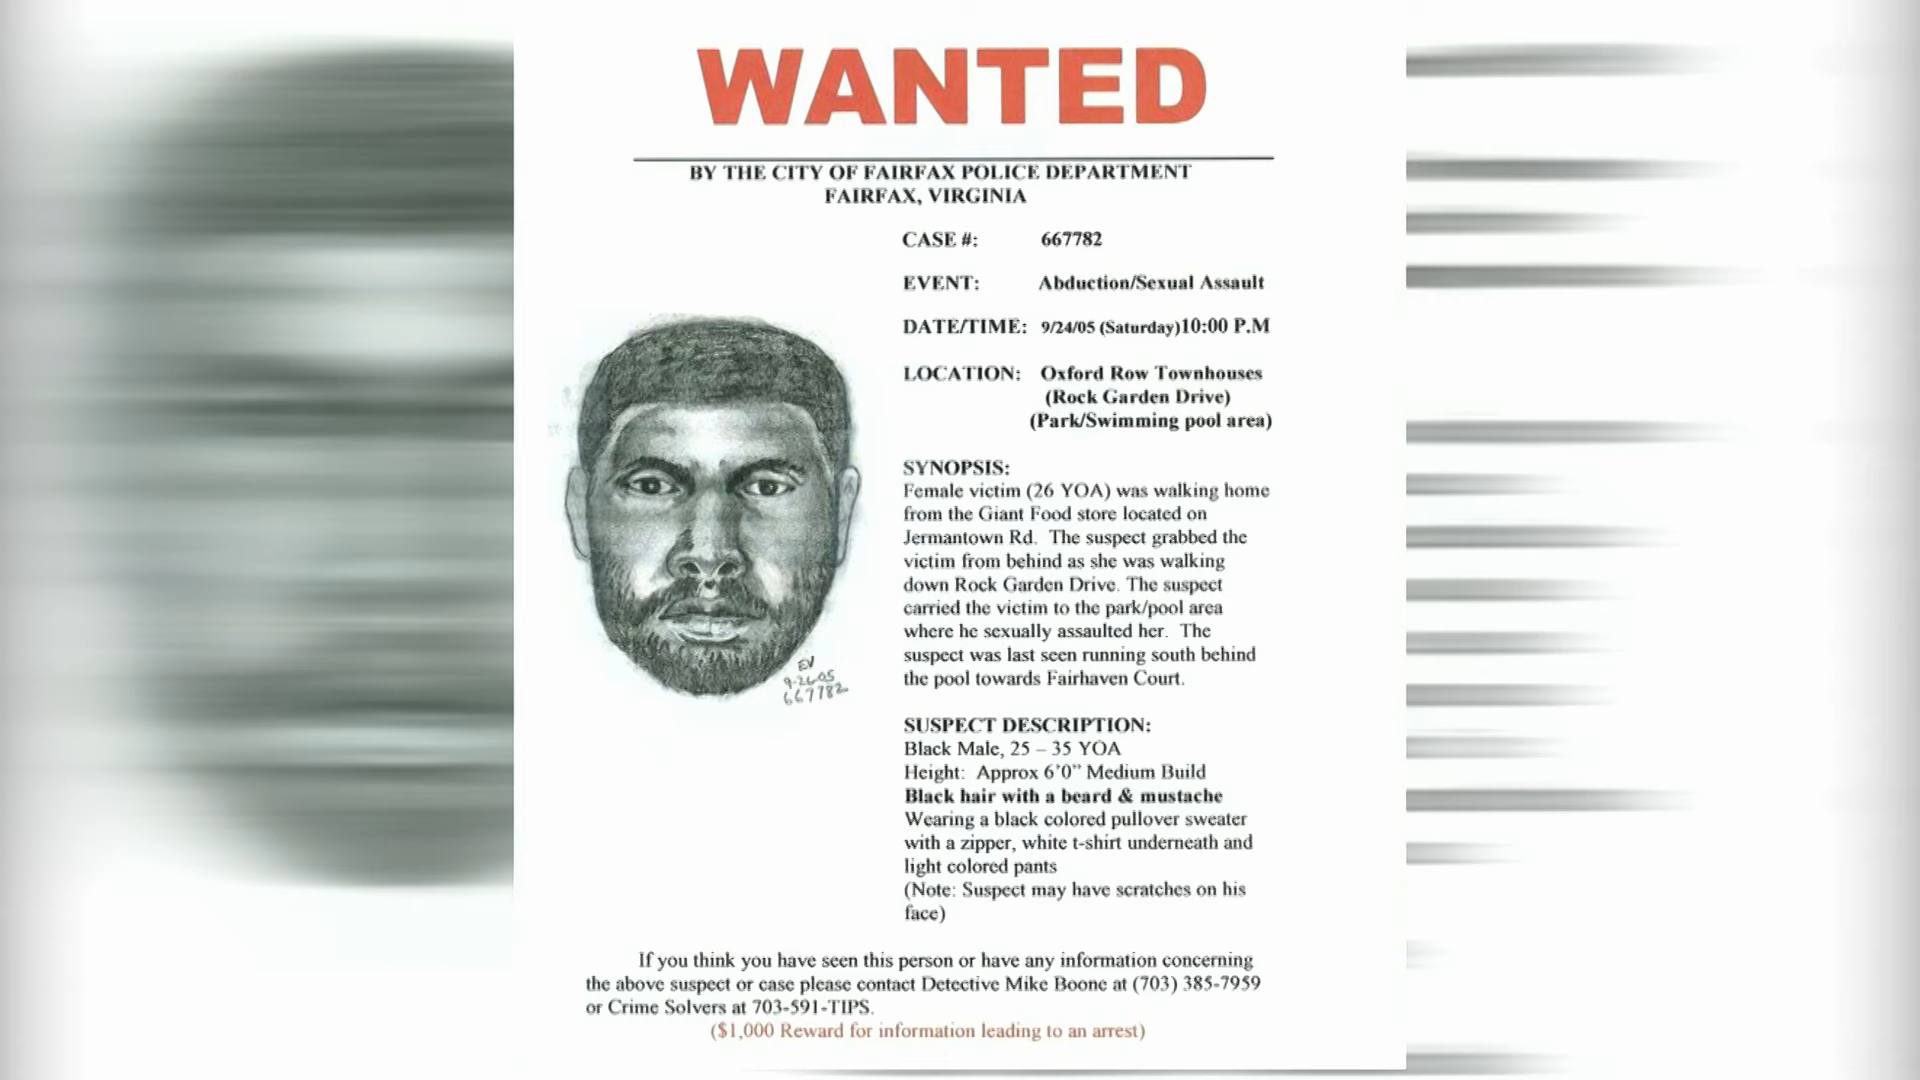 WANTED
BY THE CITY OF FAIRFAX POLICE DEPARTMENT
FAIRFAX, VIRGINIA
CASE #: 667782
EVENT: Abduction/Sexual Assault
DATE/TIME: 9/24/05 (Saturday)10:00 P.M
LOCATION: Oxford Row Townhouses
(Rock Garden Drive)
(Park/Swimming pool area)
SYNOPSIS:
Female victim (26 YOA) was walking home
from the Giant Food store located on
Jermantown Rd. The suspect grabbed the
victim from behind as she was walking
down Rock Garden Drive. The suspect
carried the victim to the park/pool area
where he sexually assaulted her. The
suspect was last seen running south behind
the pool towards Fairhaven Court.
EV
9-26-05
667782
SUSPECT DESCRIPTION:
Black Male, 25 – 35 YOA
Height: Approx 6'0" Medium Build
Black hair with a beard & mustache
Wearing a black colored pullover sweater
with a zipper, white t-shirt underneath and
light colored pants
(Note: Suspect may have scratches on his
face)
If you think you have seen this person or have any information concerning
the above suspect or case please contact Detective Mike Boone at (703) 385-7959
or Crime Solvers at 703-591-TIPS.
($1,000 Reward for information leading to an arrest)